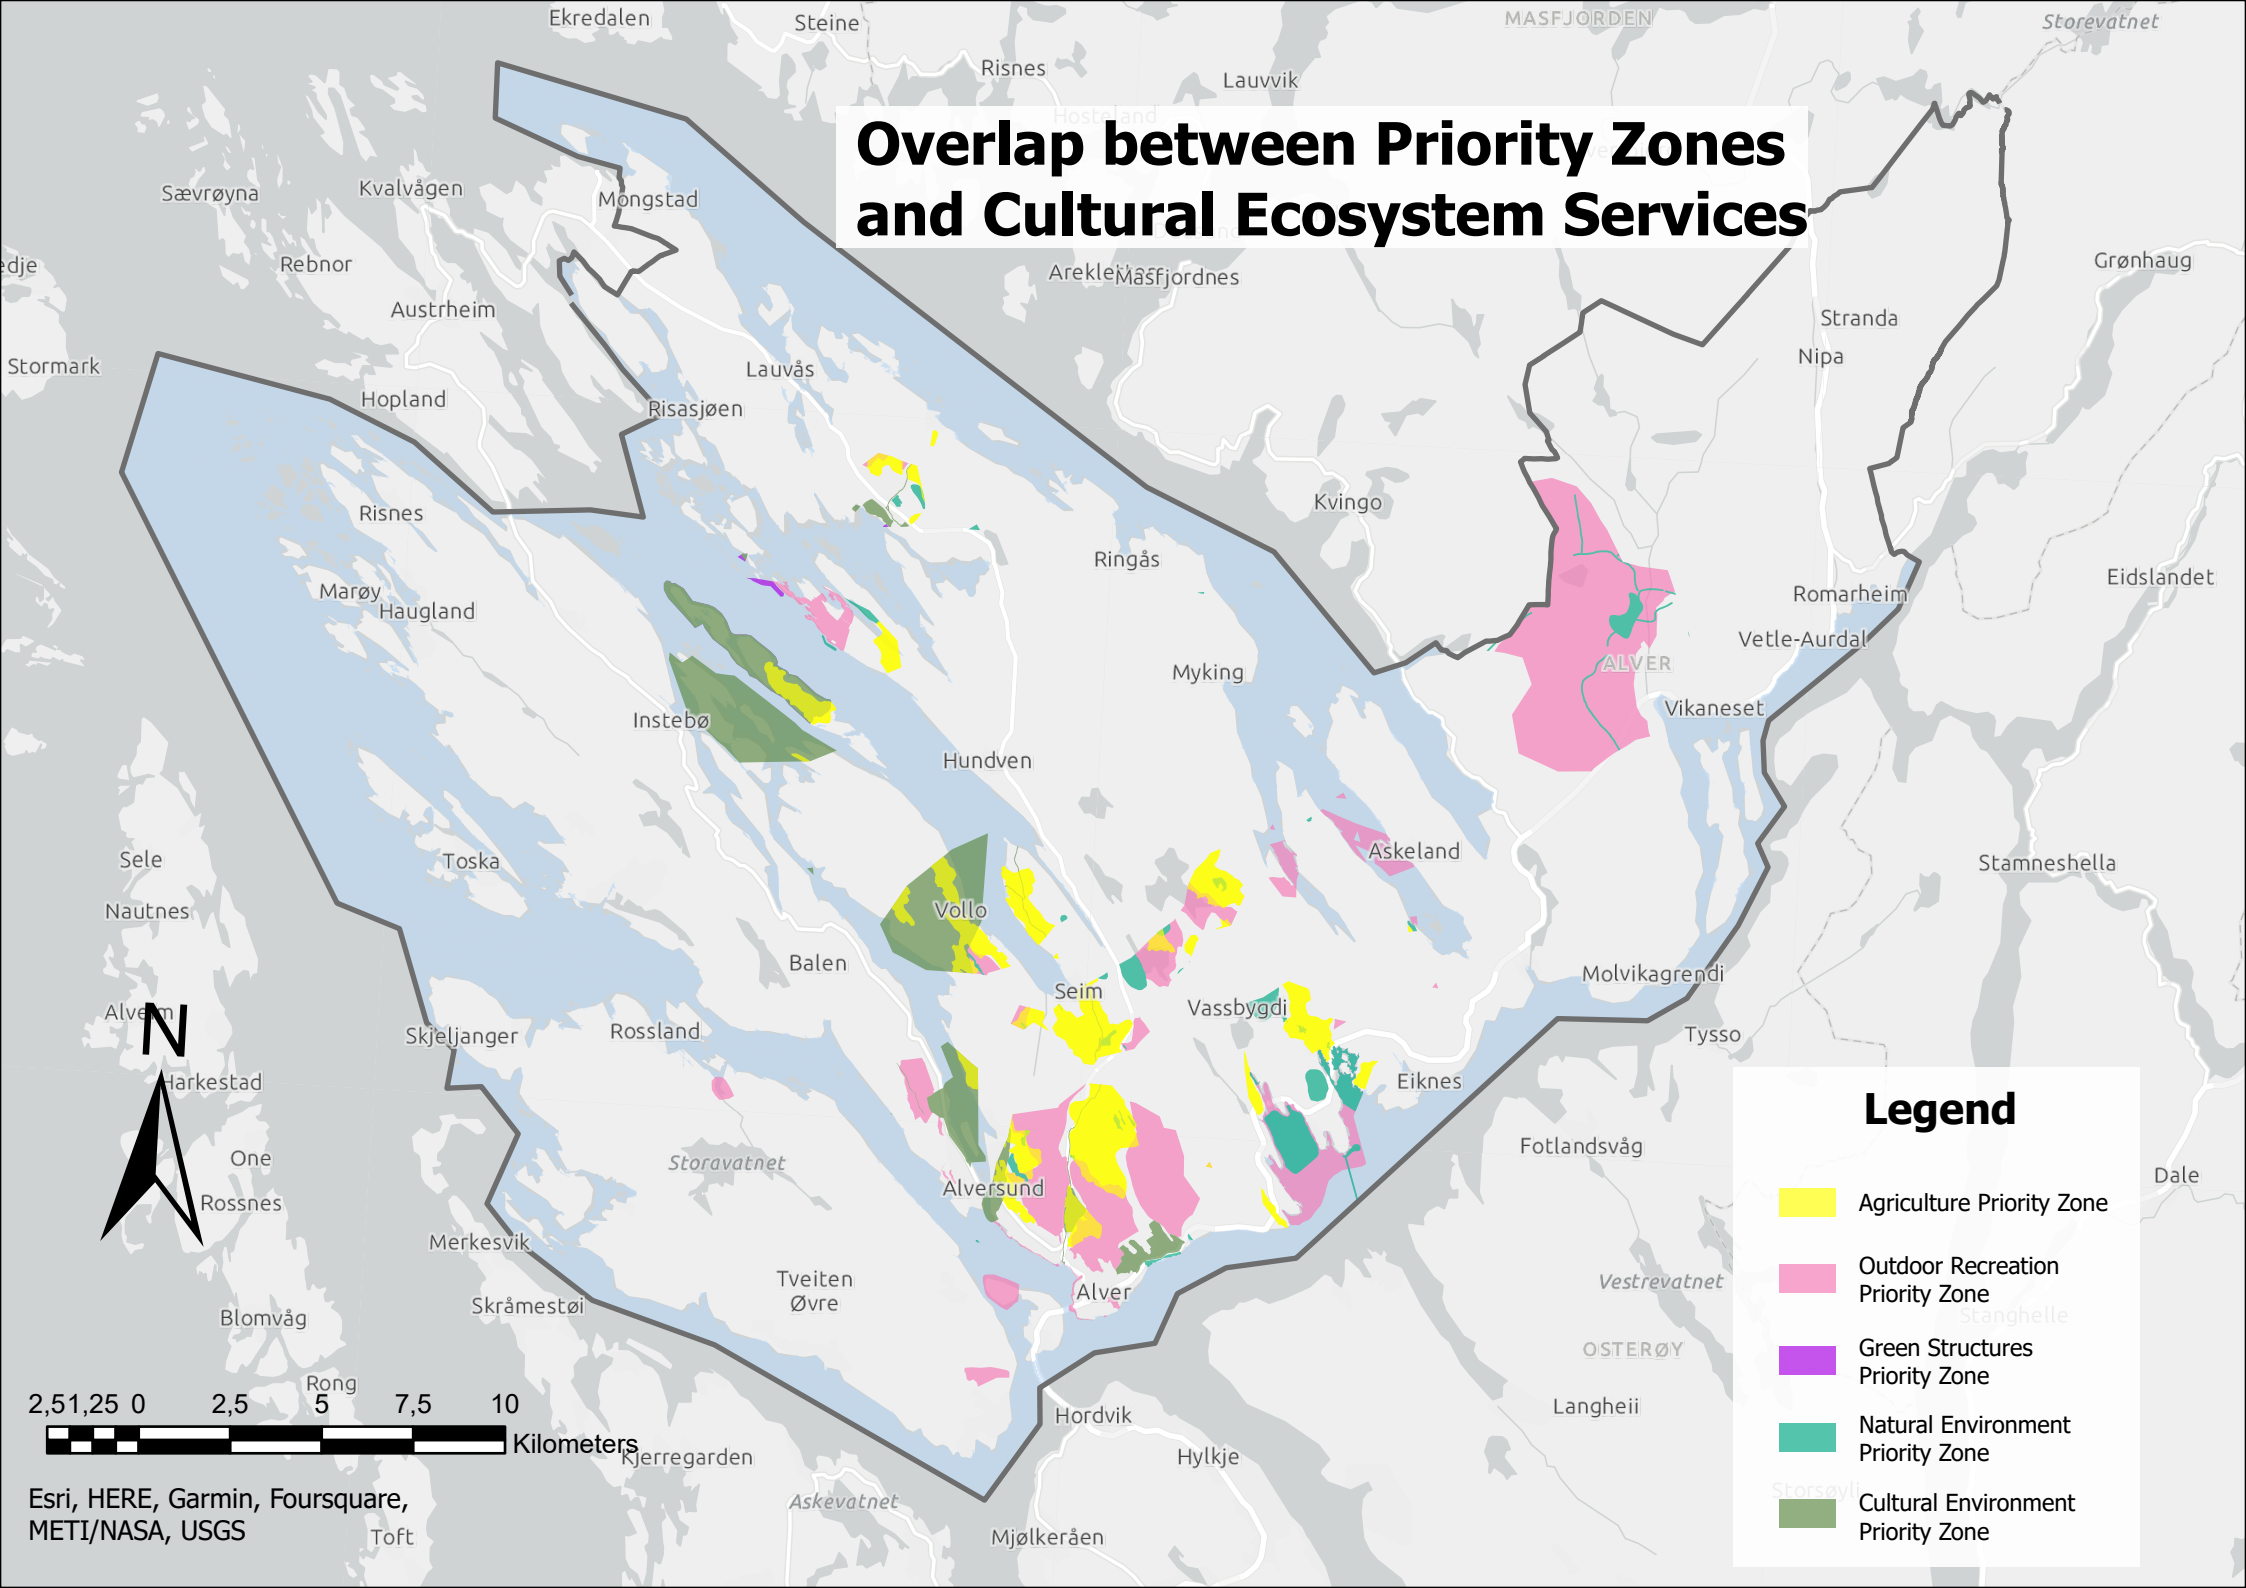 Ekredalen
Steine
MASFJORDEN
Storevatnet
Risnes
Lauvvik
Hosteland
Overlap between Priority Zones
and Cultural Ecosystem Services
Sævrøyna
Kvalvågen
Mongstad
edje
Rebnor
Masfjordnes
Grønhaug
Austrheim
Stranda
Stormark
Lauvås
Nipa
Hopland
Risasjøen
Risnes
Kvingo
Ringås
Eidslandet
Marøy
Haugland
Romarheim
Vetle-Aurdal
ALVER
Myking
Instebø
Vikaneset
Hundven
Sele
Toska
Askeland
Stamneshella
Nautnes
Vollo
Balen
Molvikagrendi
Seim
Alveim
N
Vassbygdi
Skjeljanger
Rossland
Tysso
Harkestad
Eiknes
Legend
One
Storavatnet
Fotlandsvåg
Dale
Rossnes
Alversund
Agriculture Priority Zone
Merkesvik
Tveiten
Øvre
Vestrevatnet
Outdoor Recreation
Priority Zone
Skråmestøi
Alver
Blomvåg
Stanghelle
OSTERØY
Green Structures
Priority Zone
Rong
2,51,25 0 2,5 5 7,5 10
Kilometers
Hordvik
Langheii
Natural Environment
Priority Zone
Kjerregarden
Hylkje
Storsøyli
Esri, HERE, Garmin, Foursquare,
METI/NASA, USGS
Askevatnet
Cultural Environment
Priority Zone
Toft
Mjølkeråen